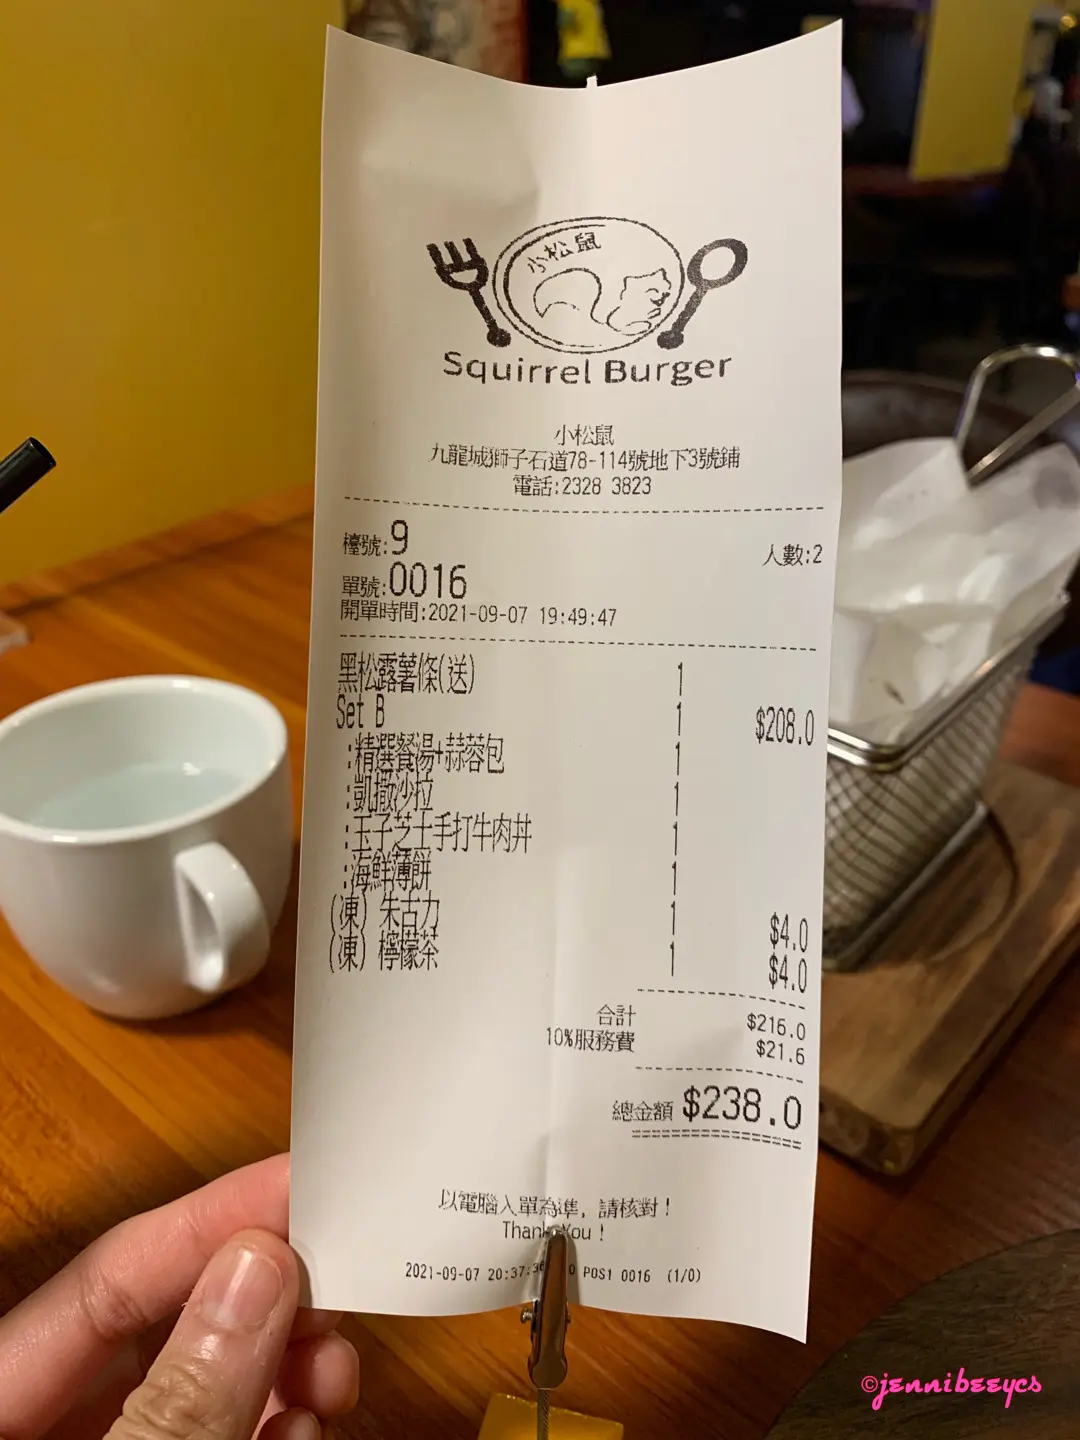 小松鼠
Squirrel Burger
小松鼠
九龍城獅子石道78-114號地下3號鋪
電話:2328 3823
檯號:9 人數:2
單號:0016
開單時間:2021-09-07 19:49:47
黑松露薯條(送) 1
Set B 1 $208.0
:精選餐湯+蒜蓉包 1
:凱撒沙拉 1
:玉子芝士手打牛肉丼 1
:海鮮薄餅 1
(凍) 朱古力 1 $4.0
(凍) 檸檬茶 1 $4.0
合計 $216.0
10%服務費 $21.6
總金額 $238.0
以電腦入單為準, 請核對!
Thank You !
2021-09-07 20:37: POS1 0016 (1/0)
©jennibeeycs